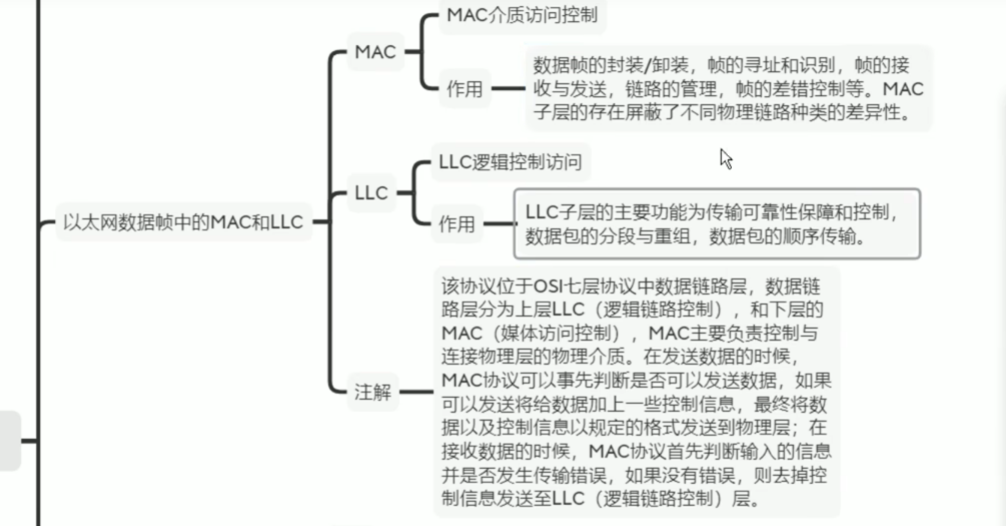 MAC介质访问控制
MAC
作用
数据帧的封装/卸装，帧的寻址和识别，帧的接
收与发送，链路的管理，帧的差错控制等。MAC
子层的存在屏蔽了不同物理链路种类的差异性。
LLC逻辑控制访问
LLC
作用
LLC子层的主要功能为传输可靠性保障和控制，
数据包的分段与重组，数据包的顺序传输。
以太网数据帧中的MAC和LLC
注解
该协议位于OSI七层协议中数据链路层，数据链
路层分为上层LLC（逻辑链路控制），和下层的
MAC（媒体访问控制），MAC主要负责控制与
连接物理层的物理介质。在发送数据的时候，
MAC协议可以事先判断是否可以发送数据，如果
可以发送将给数据加上一些控制信息，最终将数
据以及控制信息以规定的格式发送到物理层；在
接收数据的时候，MAC协议首先判断输入的信息
并是否发生传输错误，如果没有错误，则去掉控
制信息发送至LLC（逻辑链路控制）层。